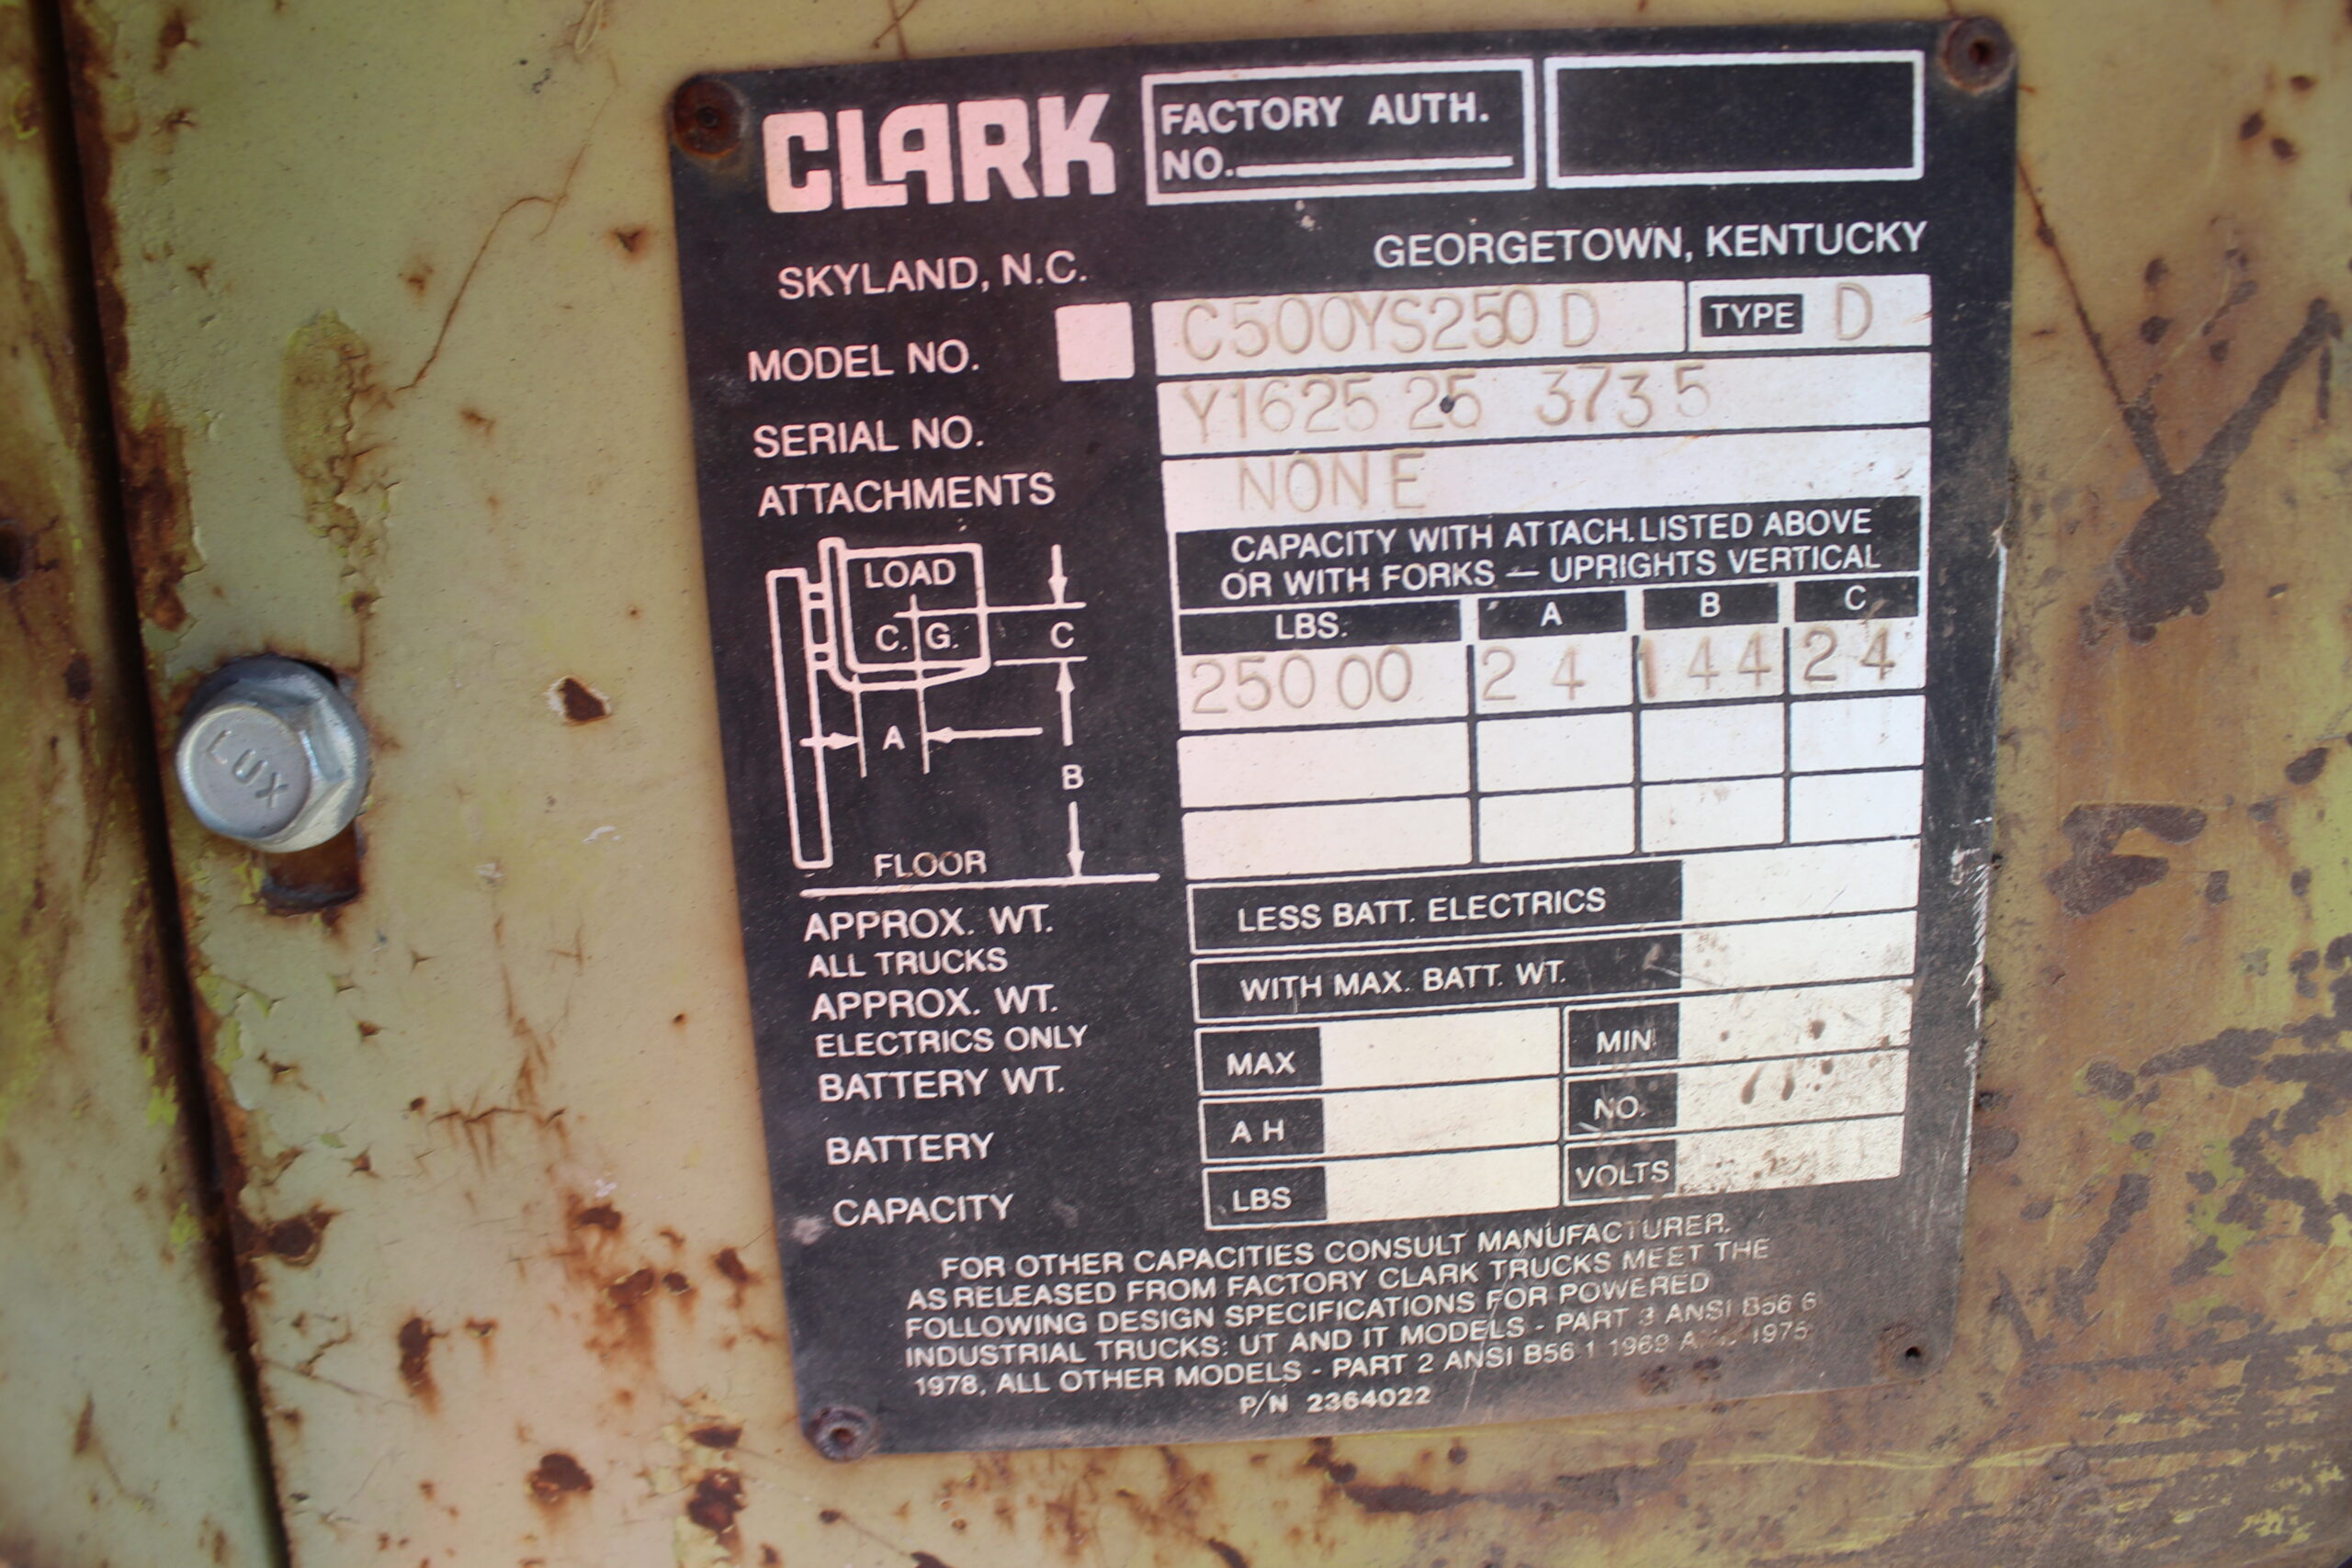 CLARK
FACTORY AUTH.
NO.
SKYLAND, N.C.
GEORGETOWN, KENTUCKY
MODEL NO. C500YS250 D TYPE D
SERIAL NO. Y1625 25 3735
ATTACHMENTS NONE
CAPACITY WITH ATTACH. LISTED ABOVE
OR WITH FORKS — UPRIGHTS VERTICAL
LBS. A B C
25000 24 144 24
LOAD
C. G.
C
A
B
FLOOR
APPROX. WT.
ALL TRUCKS
LESS BATT. ELECTRICS
APPROX. WT.
ELECTRICS ONLY
WITH MAX. BATT. WT.
BATTERY WT.
MAX MIN.
BATTERY
A H NO.
CAPACITY
LBS VOLTS
FOR OTHER CAPACITIES CONSULT MANUFACTURER.
AS RELEASED FROM FACTORY CLARK TRUCKS MEET THE
FOLLOWING DESIGN SPECIFICATIONS FOR POWERED
INDUSTRIAL TRUCKS: UT AND IT MODELS - PART 3 ANSI B56 6
1978, ALL OTHER MODELS - PART 2 ANSI B56 1 1969 1975
P/N 2364022
LUX